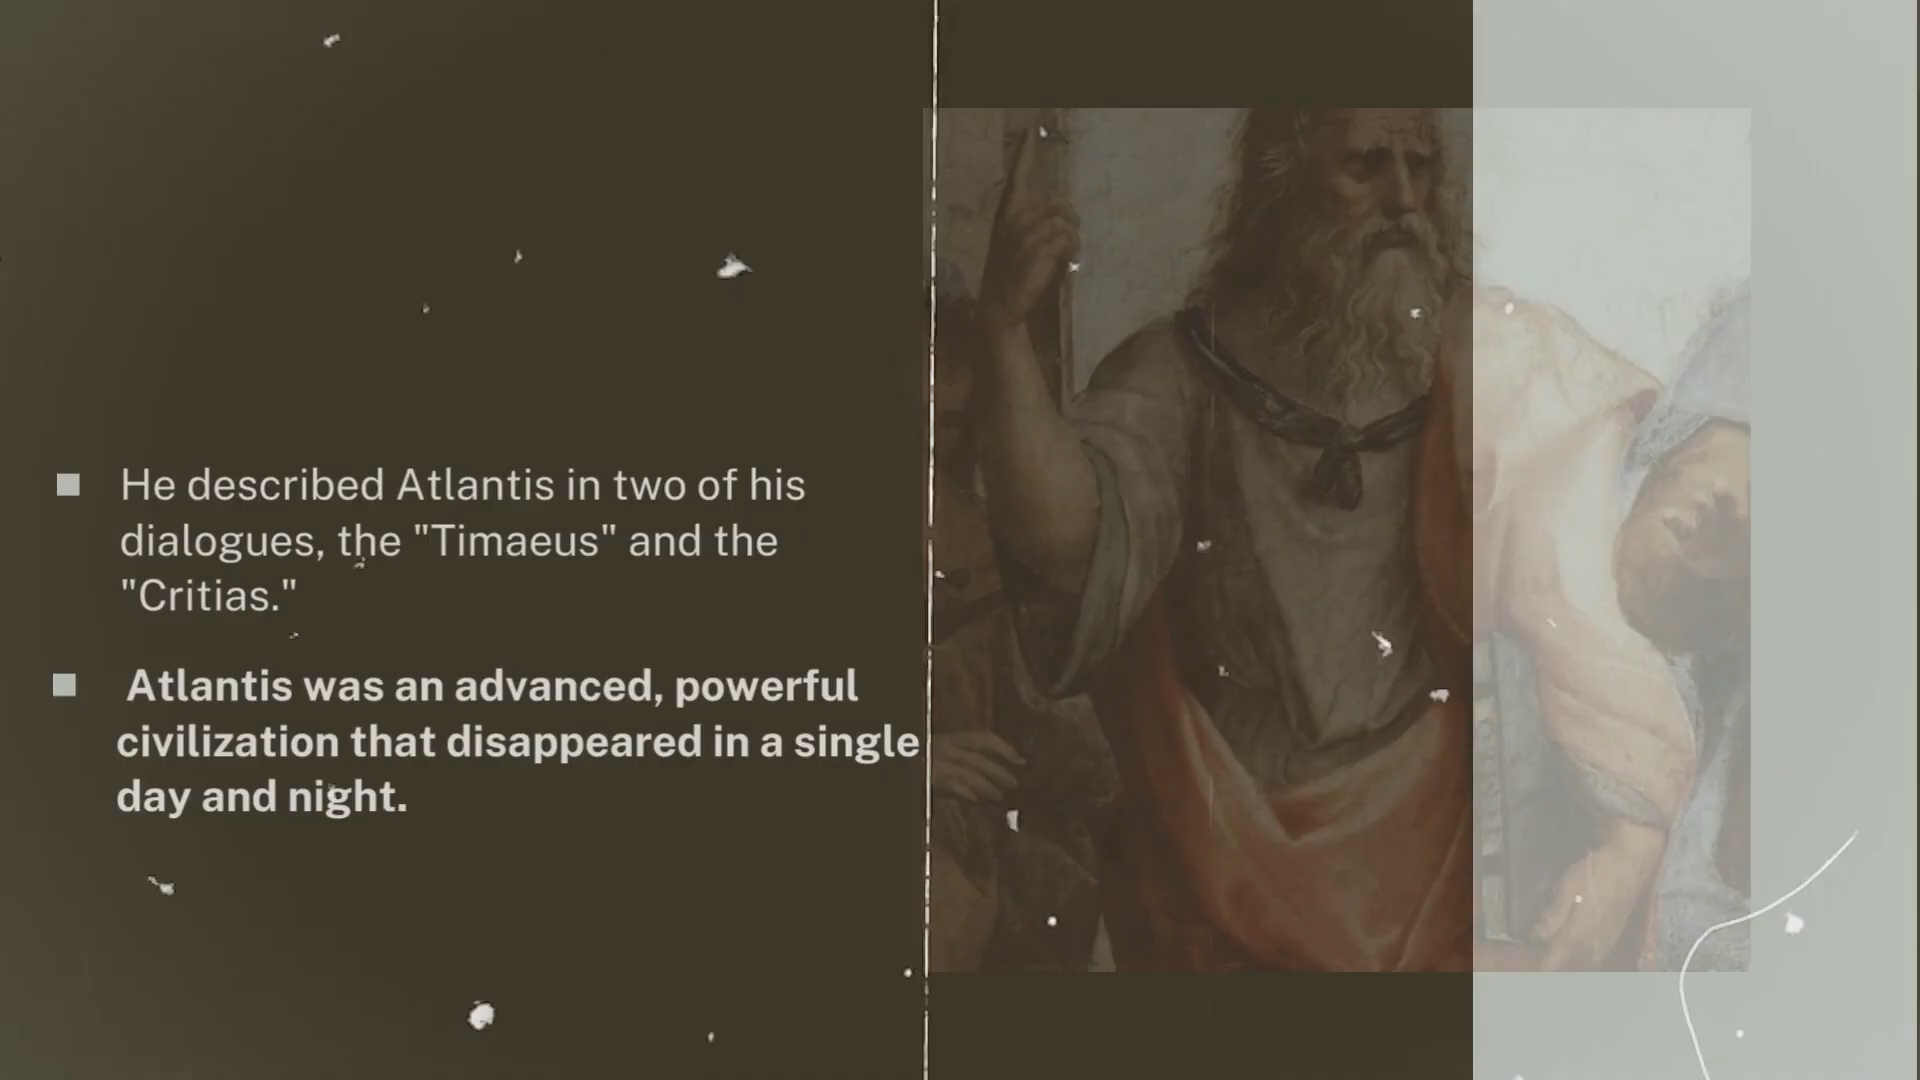 He described Atlantis in two of his
dialogues, the "Timaeus" and the
"Critias."
Atlantis was an advanced, powerful
civilization that disappeared in a single
day and night.